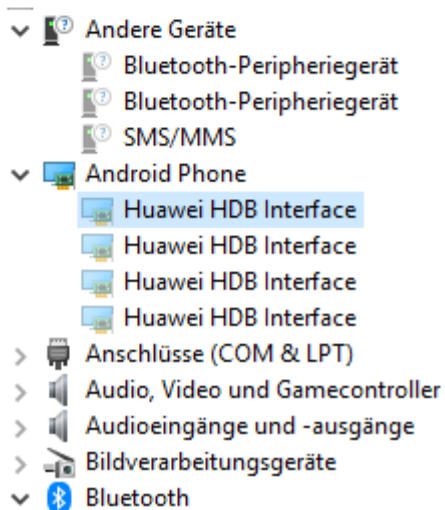 Andere Geräte
Bluetooth-Peripheriegerät
Bluetooth-Peripheriegerät
SMS/MMS
Android Phone
Huawei HDB Interface
Huawei HDB Interface
Huawei HDB Interface
Huawei HDB Interface
Anschlüsse (COM & LPT)
Audio, Video und Gamecontroller
Audioeingänge und -ausgänge
Bildverarbeitungsgeräte
Bluetooth